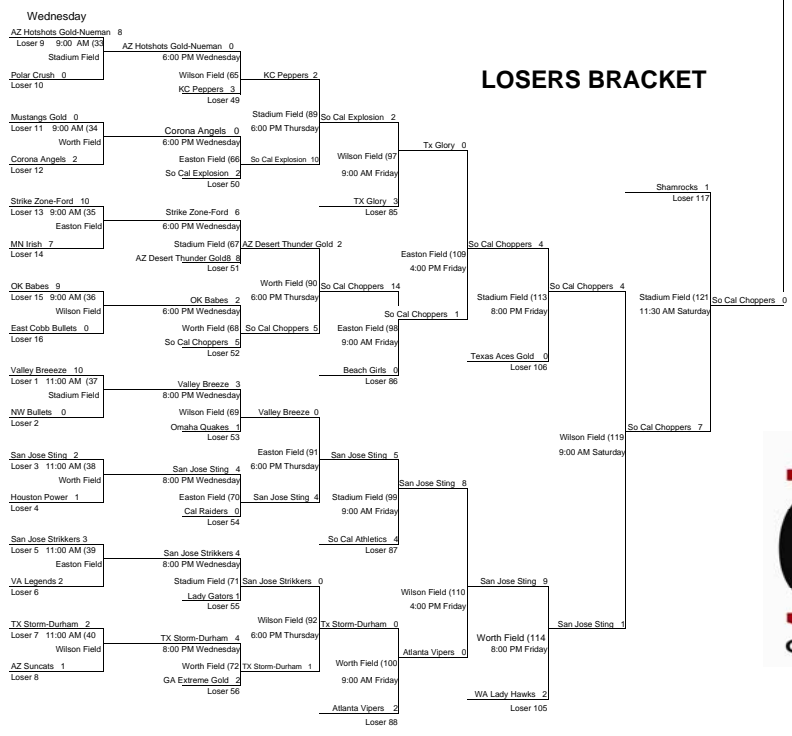 Wednesday
LOSERS BRACKET
AZ Hotshots Gold-Nueman 8
Loser 9 9:00 AM (33
Stadium Field
Polar Crush 0
Loser 10
Mustangs Gold 0
Loser 11 9:00 AM (34
Worth Field
Corona Angels 2
Loser 12
Strike Zone-Ford 10
Loser 13 9:00 AM (35
Easton Field
MN Irish 7
Loser 14
OK Babes 9
Loser 15 9:00 AM (36
Wilson Field
East Cobb Bullets 0
Loser 16
Valley Breeeze 10
Loser 1 11:00 AM (37
Stadium Field
NW Bullets 0
Loser 2
San Jose Sting 2
Loser 3 11:00 AM (38
Worth Field
Houston Power 1
Loser 4
San Jose Strikkers 3
Loser 5 11:00 AM (39
Easton Field
VA Legends 2
Loser 6
TX Storm-Durham 2
Loser 7 11:00 AM (40
Wilson Field
AZ Suncats 1
Loser 8
AZ Hotshots Gold-Nueman 0
6:00 PM Wednesday
Wilson Field (65
KC Peppers 3
Loser 49
Corona Angels 0
6:00 PM Wednesday
Easton Field (66
So Cal Explosion 2
Loser 50
Strike Zone-Ford 6
6:00 PM Wednesday
Stadium Field (67
AZ Desert Thunder Gold8 8
Loser 51
OK Babes 2
6:00 PM Wednesday
Worth Field (68
So Cal Choppers 5
Loser 52
Valley Breeze 3
8:00 PM Wednesday
Wilson Field (69
Omaha Quakes 1
Loser 53
San Jose Sting 4
8:00 PM Wednesday
Easton Field (70
Cal Raiders 0
Loser 54
San Jose Strikkers 4
8:00 PM Wednesday
Stadium Field (71
Lady Gators 1
Loser 55
TX Storm-Durham 4
8:00 PM Wednesday
Worth Field (72
GA Extreme Gold 2
Loser 56
KC Peppers 2
Stadium Field (89
6:00 PM Thursday
So Cal Explosion 10
AZ Desert Thunder Gold 2
Worth Field (90
6:00 PM Thursday
So Cal Choppers 5
Valley Breeze 0
Easton Field (91
6:00 PM Thursday
San Jose Sting 4
San Jose Strikkers 0
Wilson Field (92
6:00 PM Thursday
TX Storm-Durham 1
So Cal Explosion 2
Wilson Field (97
9:00 AM Friday
TX Glory 3
Loser 85
So Cal Choppers 14
Easton Field (98
9:00 AM Friday
Beach Girls 0
Loser 86
San Jose Sting 5
Stadium Field (99
9:00 AM Friday
So Cal Athletics 4
Loser 87
Tx Storm-Durham 0
Worth Field (100
9:00 AM Friday
Atlanta Vipers 2
Loser 88
Tx Glory 0
Easton Field (109
4:00 PM Friday
So Cal Choppers 1
San Jose Sting 8
Wilson Field (110
4:00 PM Friday
Atlanta Vipers 0
So Cal Choppers 4
Stadium Field (113
8:00 PM Friday
Texas Aces Gold 0
Loser 106
San Jose Sting 9
Worth Field (114
8:00 PM Friday
WA Lady Hawks 2
Loser 105
So Cal Choppers 4
Wilson Field (119
9:00 AM Saturday
San Jose Sting 1
Shamrocks 1
Loser 117
Stadium Field (121
11:30 AM Saturday
So Cal Choppers 7
So Cal Choppers 0